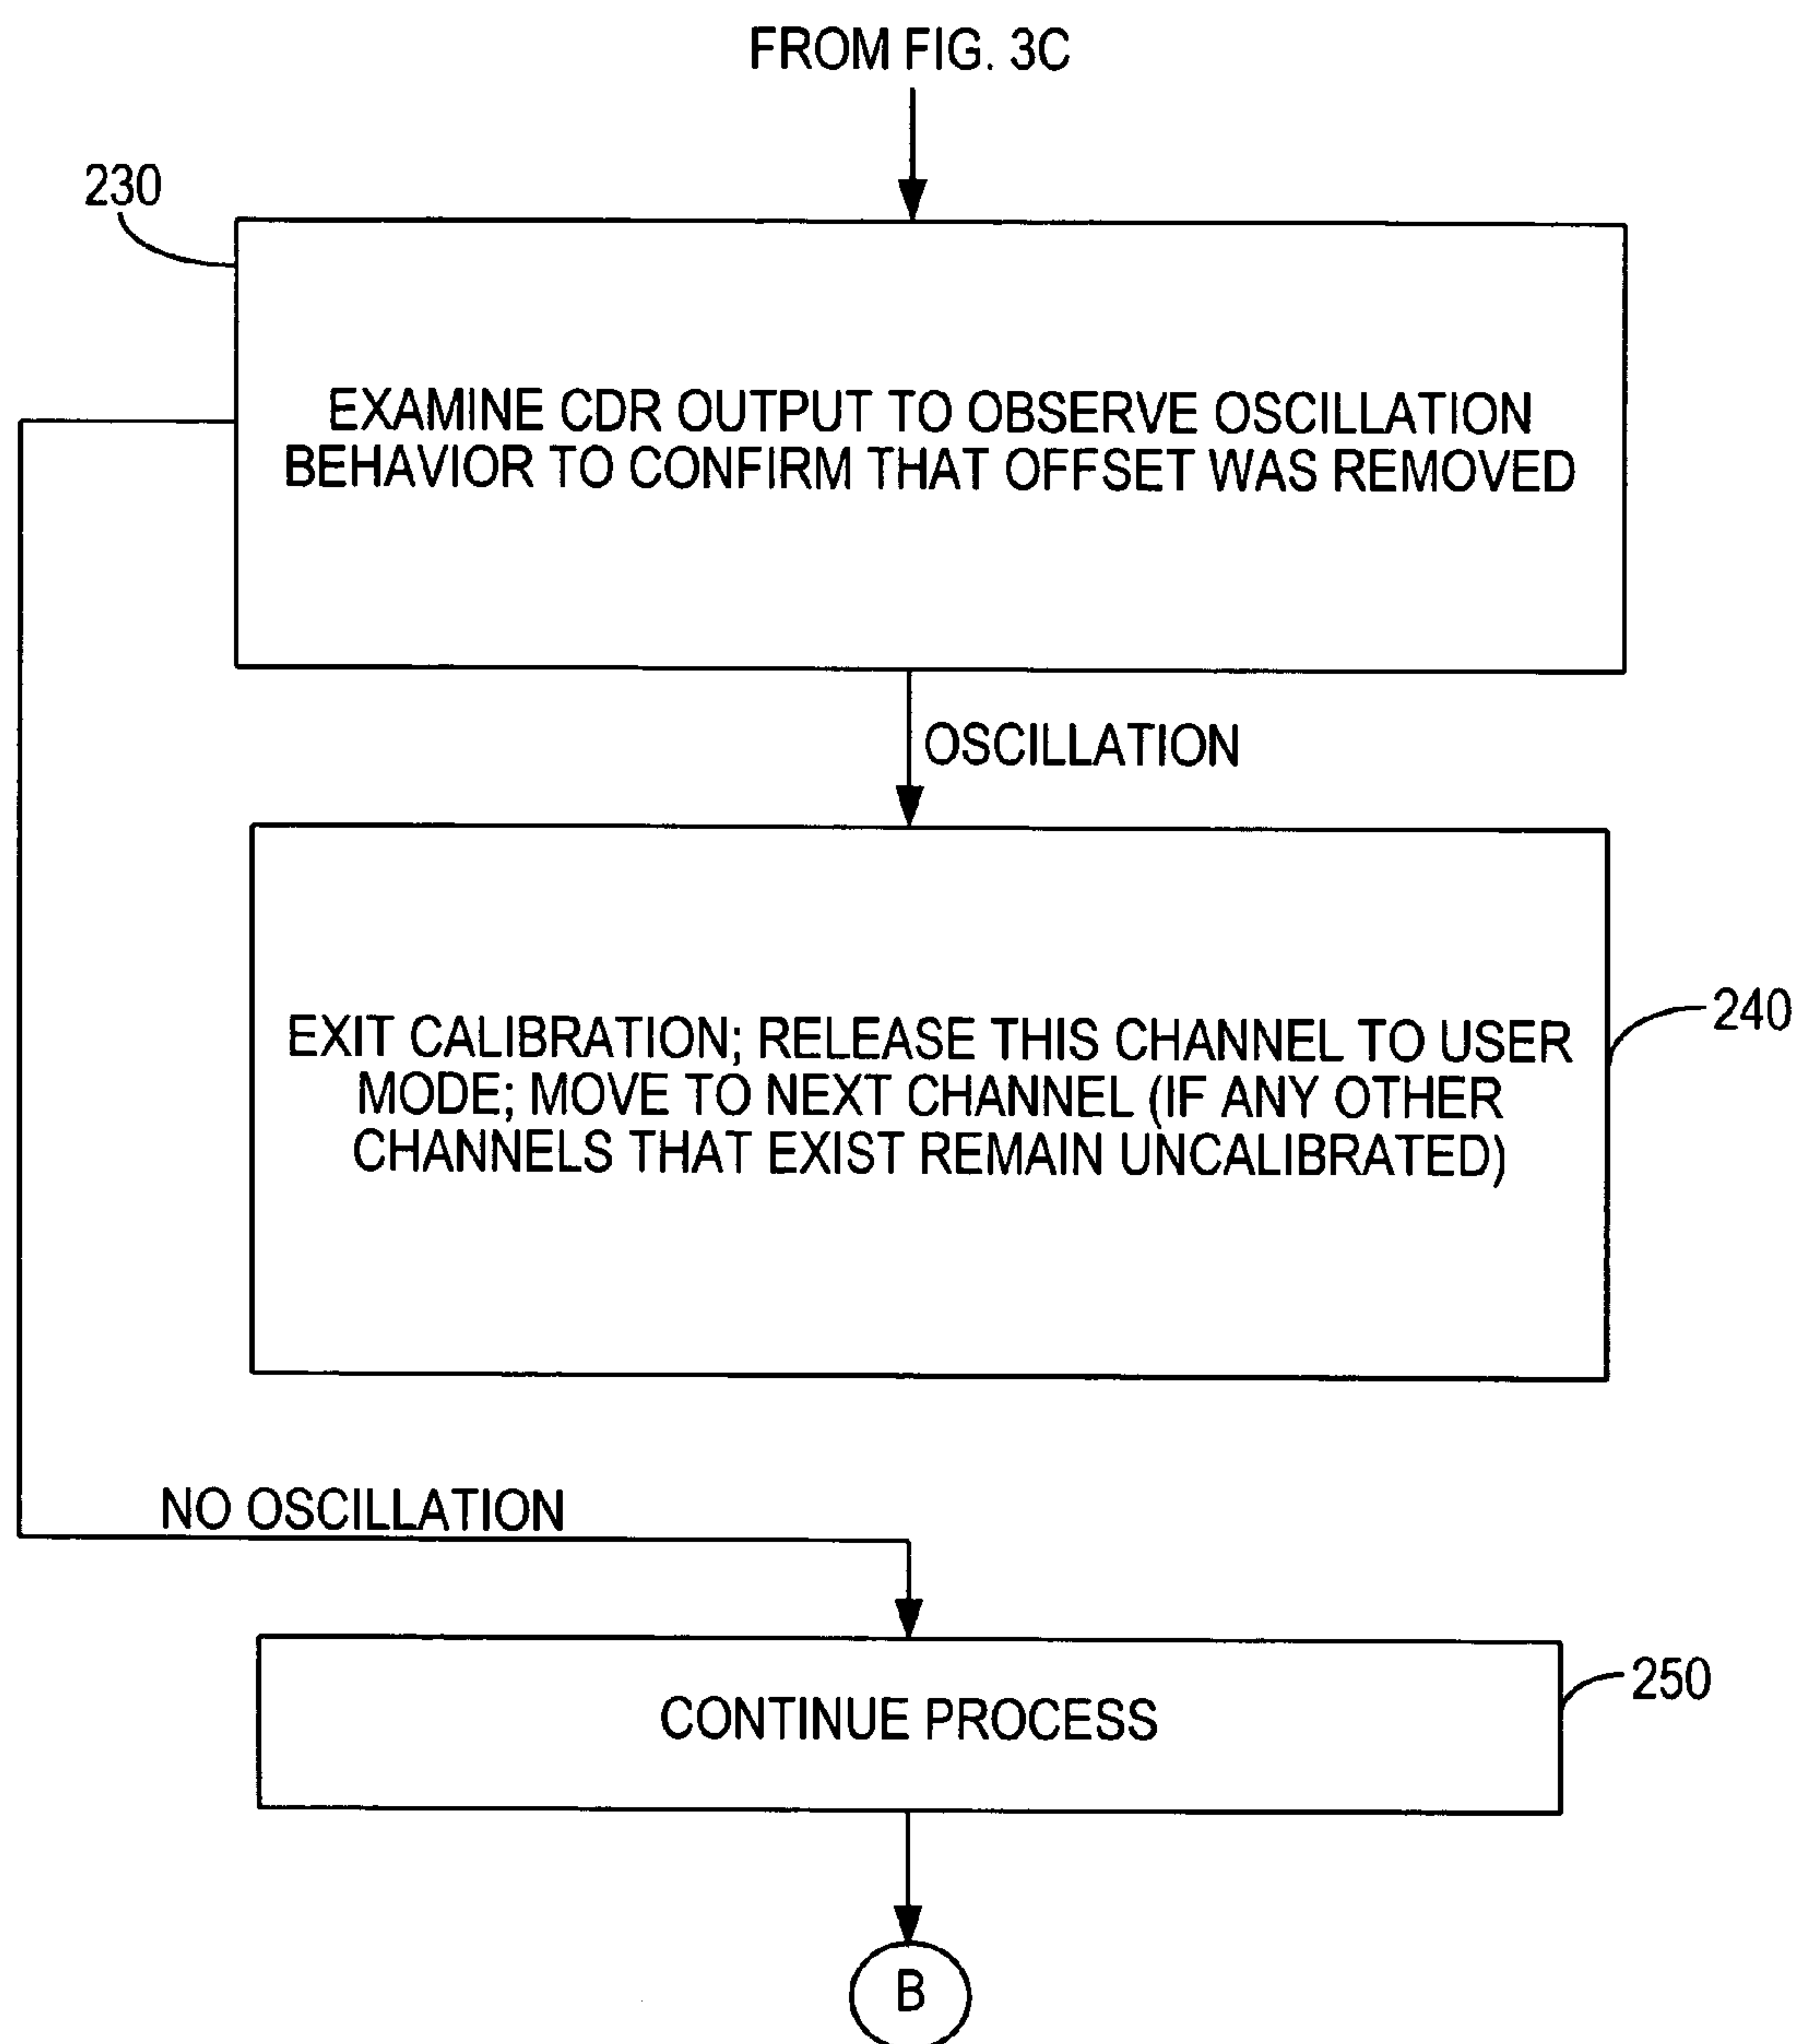 FROM FIG. 3C
230
EXAMINE CDR OUTPUT TO OBSERVE OSCILLATION
BEHAVIOR TO CONFIRM THAT OFFSET WAS REMOVED
OSCILLATION
EXIT CALIBRATION; RELEASE THIS CHANNEL TO USER
MODE; MOVE TO NEXT CHANNEL (IF ANY OTHER
CHANNELS THAT EXIST REMAIN UNCALIBRATED)
240
NO OSCILLATION
CONTINUE PROCESS
250
B